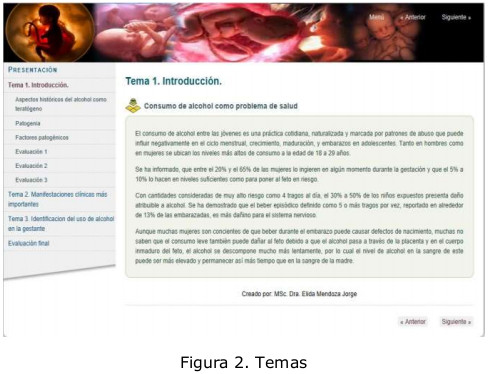 Menú « Anterior Siguiente »
PRESENTACIÓN
Tema 1. Introducción.
Aspectos históricos del alcohol como
teratógeno
Patogenia
Factores patogénicos
Evaluación 1
Evaluación 2
Evaluación 3
Tema 2. Manifestaciones clínicas más
importantes
Tema 3. Identificacion del uso de alcohol
en la gestante
Evaluación final
Tema 1. Introducción.
Consumo de alcohol como problema de salud
El consumo de alcohol entre las jóvenes es una práctica cotidiana, naturalizada y marcada por patrones de abuso que puede
influir negativamente en el ciclo menstrual, crecimiento, maduración, y embarazos en adolescentes. Tanto en hombres como
en mujeres se ubican los niveles más altos de consumo a la edad de 18 a 29 años.
Se ha informado, que entre el 20% y el 65% de las mujeres lo ingieren en algún momento durante la gestación y que el 5% a
10% lo hacen en niveles suficientes como para poner al feto en riesgo.
Con cantidades consideradas de muy alto riesgo como 4 tragos al día, el 30% a 50% de los niños expuestos presenta daño
atribuible a alcohol. Se ha demostrado que el beber episódico definido como 5 o más tragos por vez, reportado en alrededor
de 13% de las embarazadas, es más dañino para el sistema nervioso.
Aunque muchas mujeres son concientes de que beber durante el embarazo puede causar defectos de nacimiento, muchas no
saben que el consumo leve también puede dañar al feto debido a que el alcohol pasa a través de la placenta y en el cuerpo
inmaduro del feto, el alcohol se descompone mucho más lentamente, por lo cual el nivel de alcohol en la sangre de este
puede ser más elevado y permanecer así más tiempo que en la sangre de la madre.
Creado por: MSc. Dra. Elida Mendoza Jorge
« Anterior Siguiente »
Figura 2. Temas